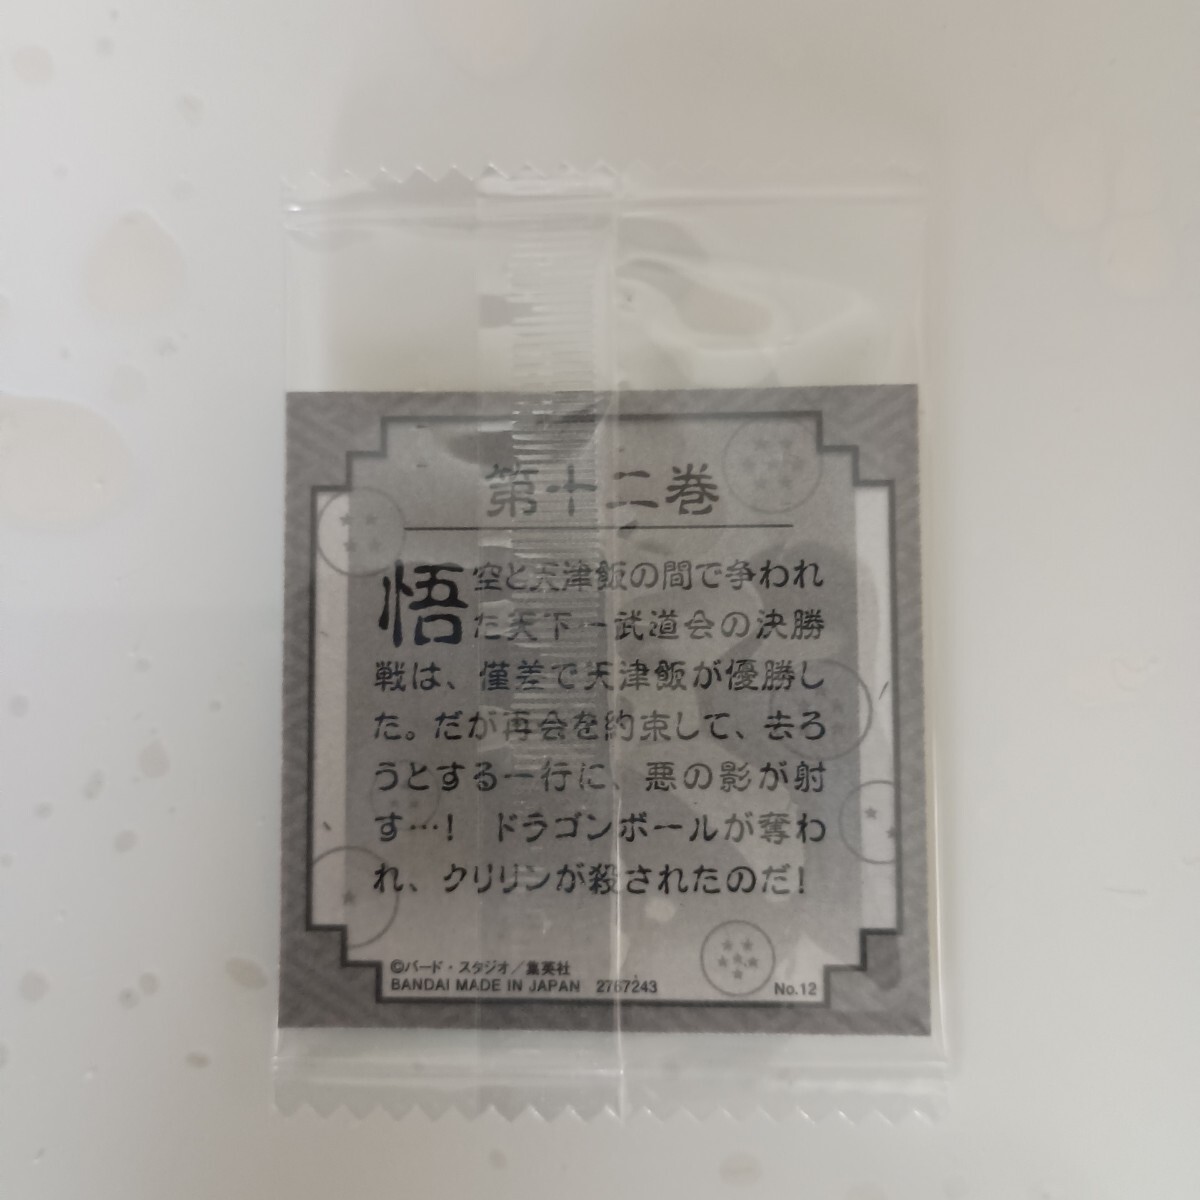 第十二巻
悟空と天津飯の間で争われ
た天下一武道会の決勝
戦は、僅差で天津飯が優勝し
た。だが再会を約束して、去ろ
うとする一行に、悪の影が射
す…! ドラゴンボールが奪わ
れ、クリリンが殺されたのだ!
©バード・スタジオ/集英社
BANDAI MADE IN JAPAN 2767243
No.12